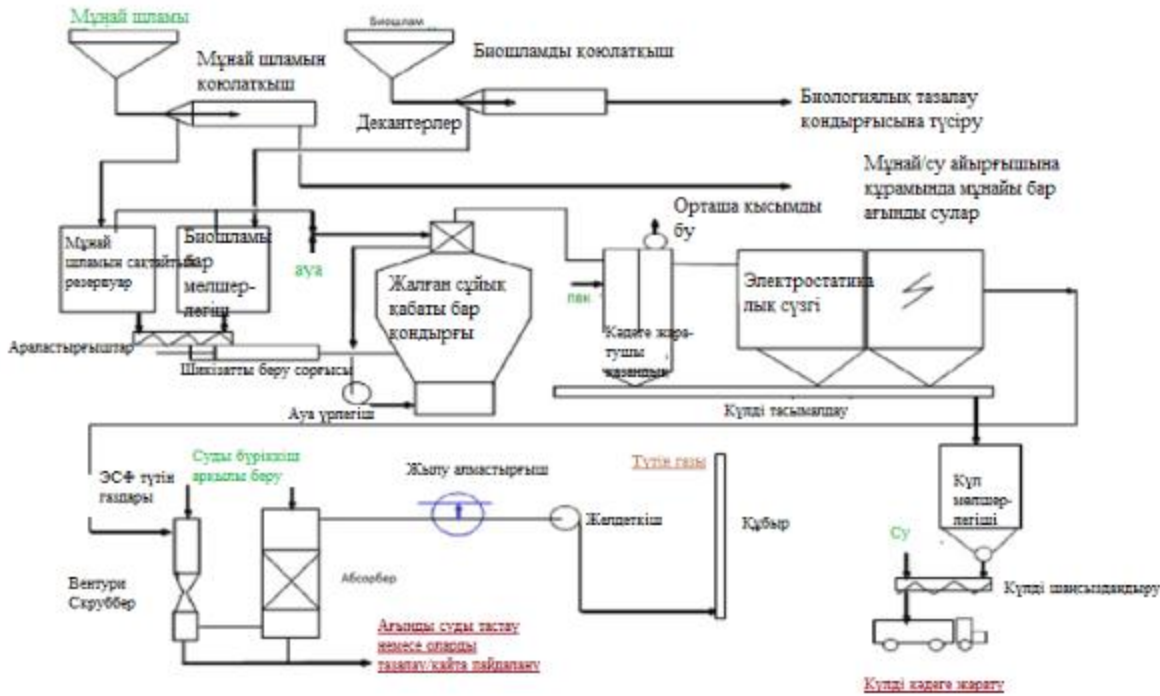 Мұнай шламы
Биошлам
Мұнай шламын
қоюлатқыш
Биошламды қоюлатқыш
Декантерлер
Биологиялық тазалау
қондырғысына түсіру
Мұнай/су айырғышына
құрамында мұнайы бар
ағынды сулар
Орташа қысымды
бу
Мұнай
шламын сақтайтын
резервуар
Биошламы
бар
мөлшер-
легіш
ауа
Жалған сұйық
қабаты бар
қондырғы
пвк
Кәдеге жара-
тушы
қазандық
Электростатика
лық сүзгі
Араластырғыштар
Шикізатты беру сорғысы
Ауа үрлегіш
Күлді тасымалдау
ЭСФ түтін
газдары
Суды бүріккіш
арқылы беру
Жылу алмастырғыш
Түтін газы
Желдеткіш
Құбыр
Күл
мөлшер-
легіші
Су
Күлді шаңсыздандыру
Вентури
Скруббер
Абсорбер
Ағынды суды тастау
немесе оларды
тазалау/қайта пайдалану
Күлді кәдеге жарату